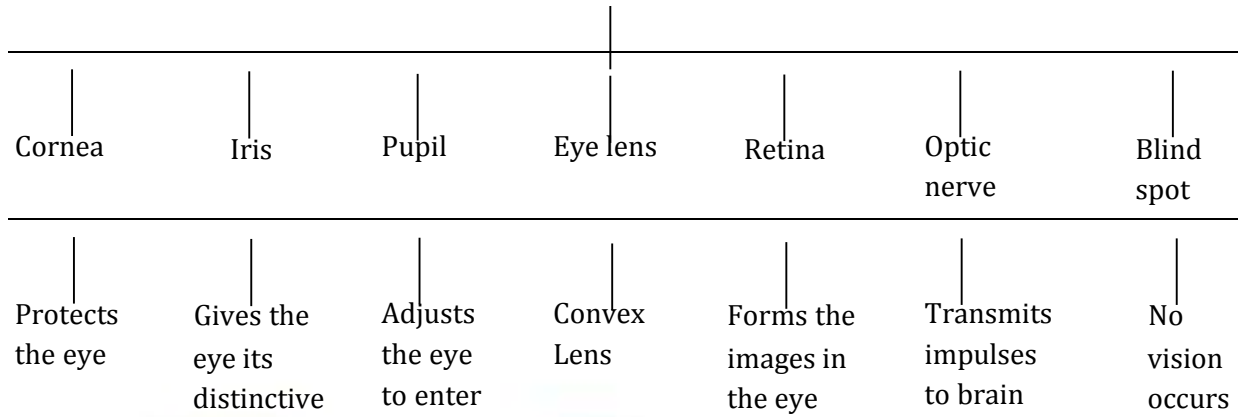 Cornea Iris Pupil Eye lens Retina Optic nerve Blind spot
Protects the eye
Gives the eye its distinctive
Adjusts the eye to enter
Convex Lens
Forms the images in the eye
Transmits impulses to brain
No vision occurs